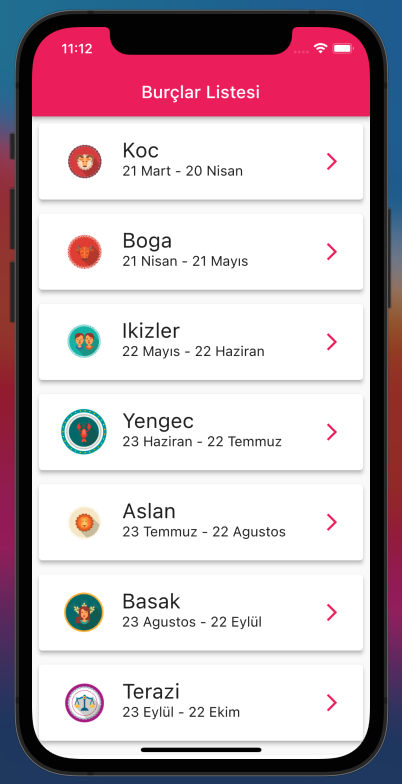 11:12
Burçlar Listesi
Koc
21 Mart - 20 Nisan
Boga
21 Nisan - 21 Mayıs
Ikizler
22 Mayıs - 22 Haziran
Yengec
23 Haziran - 22 Temmuz
Aslan
23 Temmuz - 22 Agustos
Basak
23 Agustos - 22 Eylül
Terazi
23 Eylül - 22 Ekim